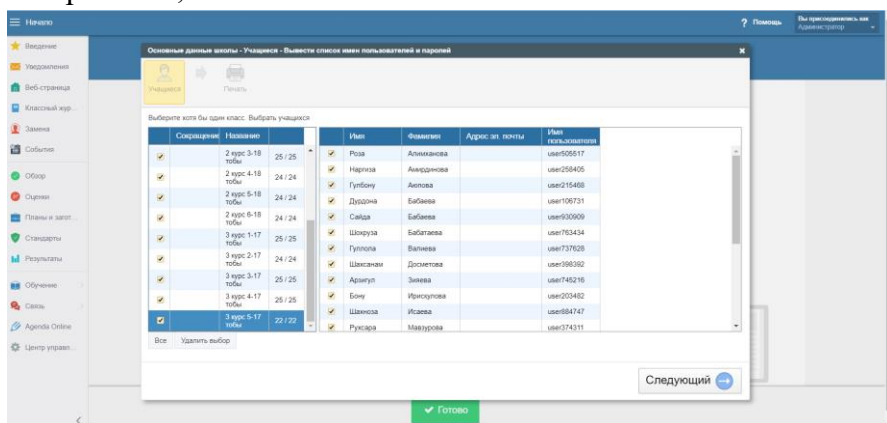 Начало
? Помощь
Вы присоединились как
Администратор
Введение
Уведомления
Веб-страница
Классный жур...
Замена
События
Обзор
Оценки
Планы и загот...
Стандарты
Результаты
Обучение
Связь
Agenda Online
Центр управл...
Основные данные школы - Учащиеся - Вывести список имен пользователей и паролей
Учащиеся
Печать
Выберите хотя бы один класс. Выбрать учащихся
Сокращение Название
2 курс 3-18 тобы 25 / 25
2 курс 4-18 тобы 24 / 24
2 курс 5-18 тобы 24 / 24
2 курс 6-18 тобы 24 / 24
3 курс 1-17 тобы 25 / 25
3 курс 2-17 тобы 24 / 24
3 курс 3-17 тобы 25 / 25
3 курс 4-17 тобы 25 / 25
3 курс 5-17 тобы 22 / 22
Имя Фамилия Адрес эл. почты Имя пользователя
Роза Алимханова user505517
Наргиза Амирдинова user258405
Гулбону user215468
Дурдона Бабаева user106731
Сайда Бабаева user930909
Шохруза Бабатаева user763434
Гуллола Валиева user737628
Шахсанам Досметова user398392
Арзигул Зияева user745216
Бону Ирискулова user203482
Шахноза Исаева user884747
Рухсара Мавзурова user374311
Все Удалить выбор
Следующий
Готово